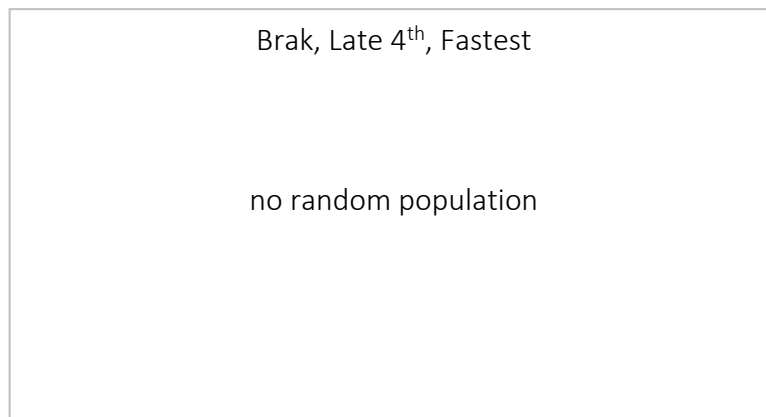 Brak, Late 4th, Fastest
no random population